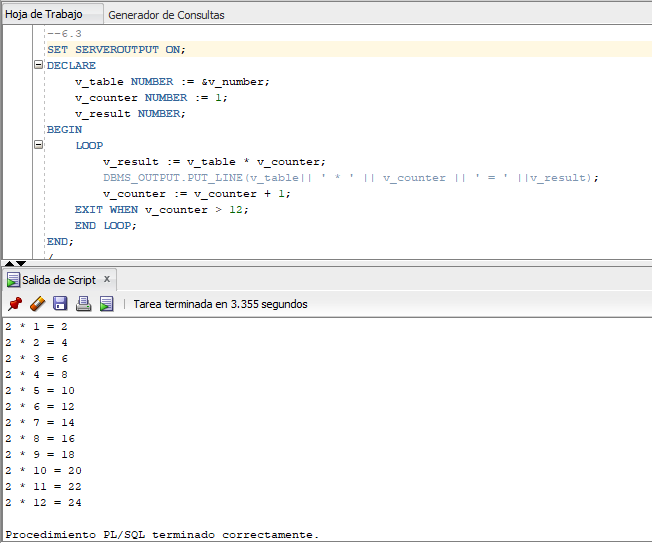 Hoja de Trabajo Generador de Consultas
--6.3
SET SERVEROUTPUT ON;
DECLARE
v_table NUMBER := &v_number;
v_counter NUMBER := 1;
v_result NUMBER;
BEGIN
LOOP
v_result := v_table * v_counter;
DBMS_OUTPUT.PUT_LINE(v_table|| ' * ' || v_counter || ' = ' ||v_result);
v_counter := v_counter + 1;
EXIT WHEN v_counter > 12;
END LOOP;
END;
/
Salida de Script x
Tarea terminada en 3.355 segundos
2 * 1 = 2
2 * 2 = 4
2 * 3 = 6
2 * 4 = 8
2 * 5 = 10
2 * 6 = 12
2 * 7 = 14
2 * 8 = 16
2 * 9 = 18
2 * 10 = 20
2 * 11 = 22
2 * 12 = 24
Procedimiento PL/SQL terminado correctamente.